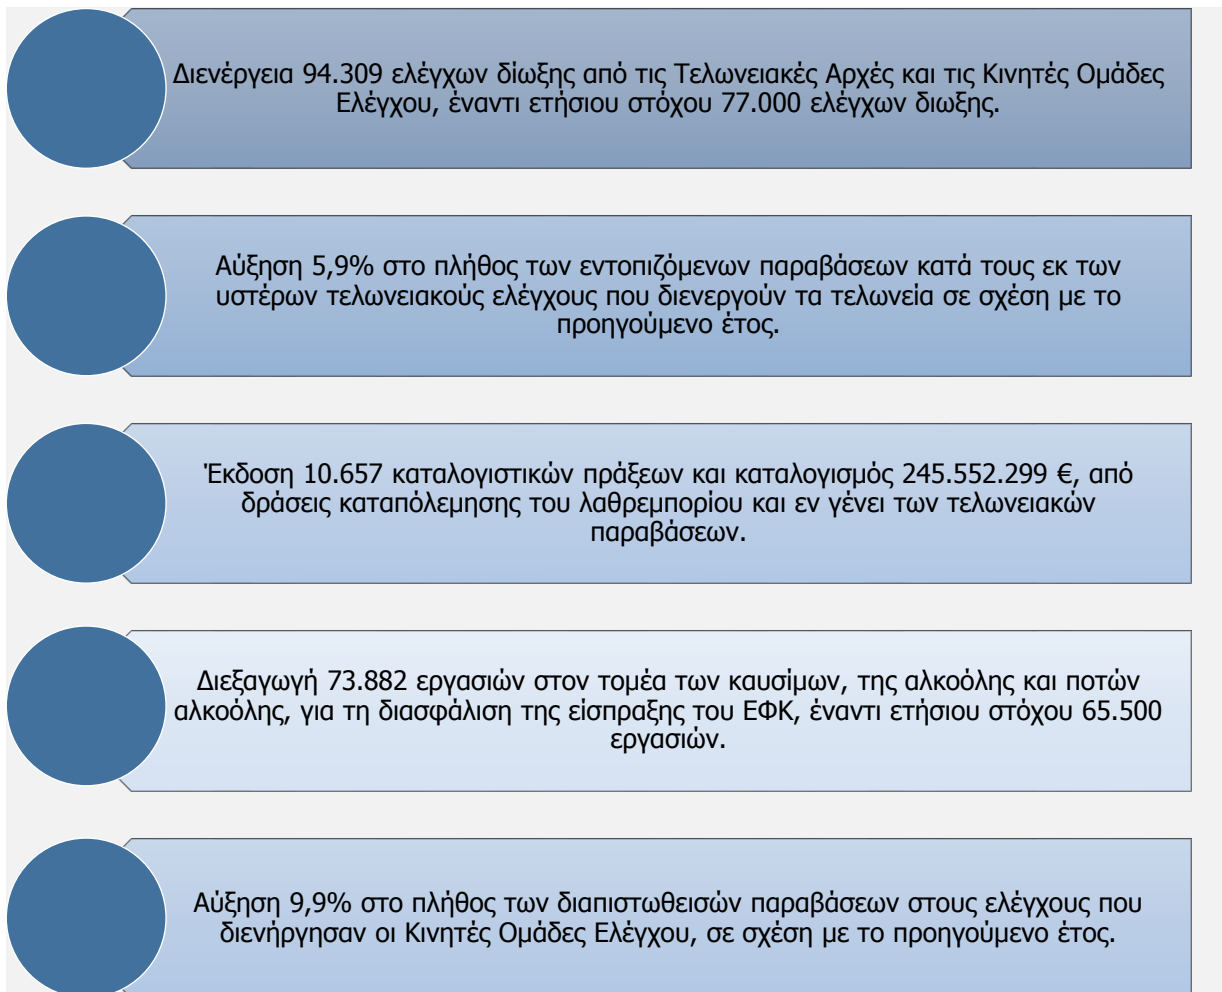 Διενέργεια 94.309 ελέγχων δίωξης από τις Τελωνειακές Αρχές και τις Κινητές Ομάδες
Ελέγχου, έναντι ετήσιου στόχου 77.000 ελέγχων διωξης.
Αύξηση 5,9% στο πλήθος των εντοπιζόμενων παραβάσεων κατά τους εκ των
υστέρων τελωνειακούς ελέγχους που διενεργούν τα τελωνεία σε σχέση με το
προηγούμενο έτος.
Έκδοση 10.657 καταλογιστικών πράξεων και καταλογισμός 245.552.299 €, από
δράσεις καταπόλεμησης του λαθρεμπορίου και εν γένει των τελωνειακών
παραβάσεων.
Διεξαγωγή 73.882 εργασιών στον τομέα των καυσίμων, της αλκοόλης και ποτών
αλκοόλης, για τη διασφάλιση της είσπραξης του ΕΦΚ, έναντι ετήσιου στόχου 65.500
εργασιών.
Αύξηση 9,9% στο πλήθος των διαπιστωθεισών παραβάσεων στους ελέγχους που
διενήργησαν οι Κινητές Ομάδες Ελέγχου, σε σχέση με το προηγούμενο έτος.